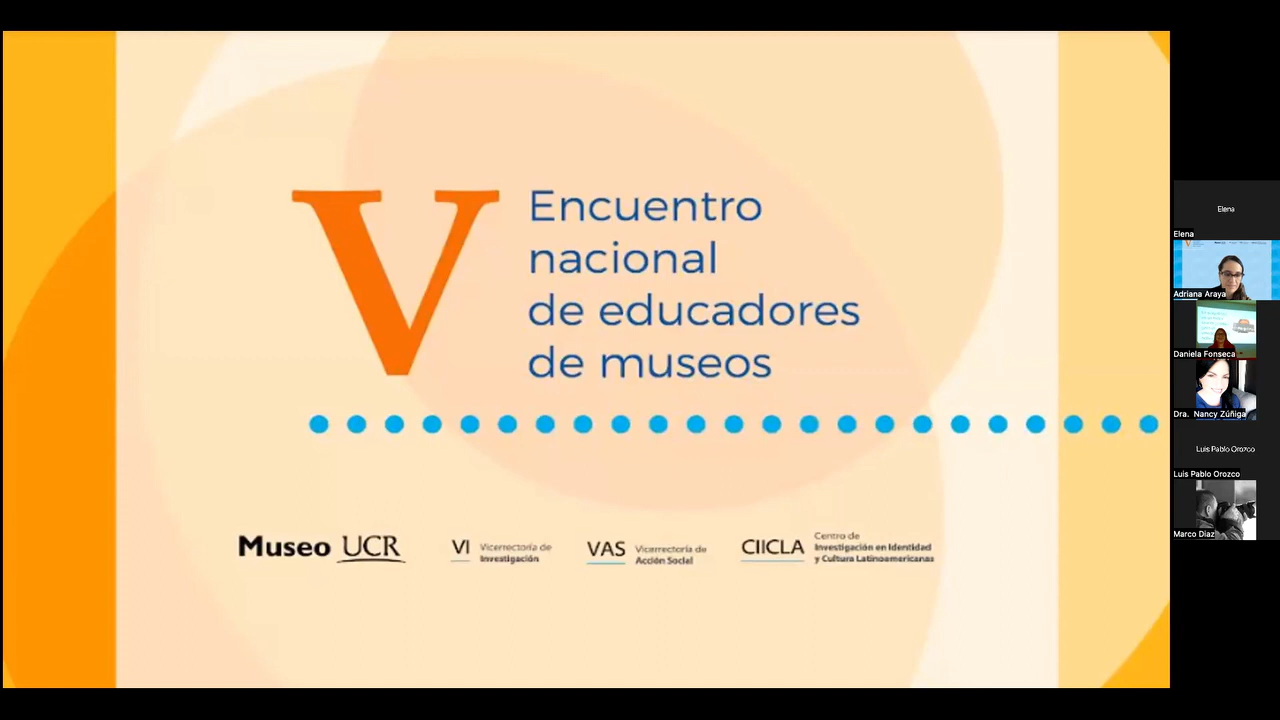 V
Encuentro
nacional
de educadores
de museos
Museo UCR
VI
Vicerrectoría de
Investigación
VAS
Vicerrectoría de
Acción Social
CIICLA
Centro de
Investigación en Identidad
y Cultura Latinoamericanas
Elena
Elena
Adriana Araya
Daniela Fonseca
Dra. Nancy Zúñiga
Luis Pablo Orozco
Luis Pablo Orozco
Marco Diaz